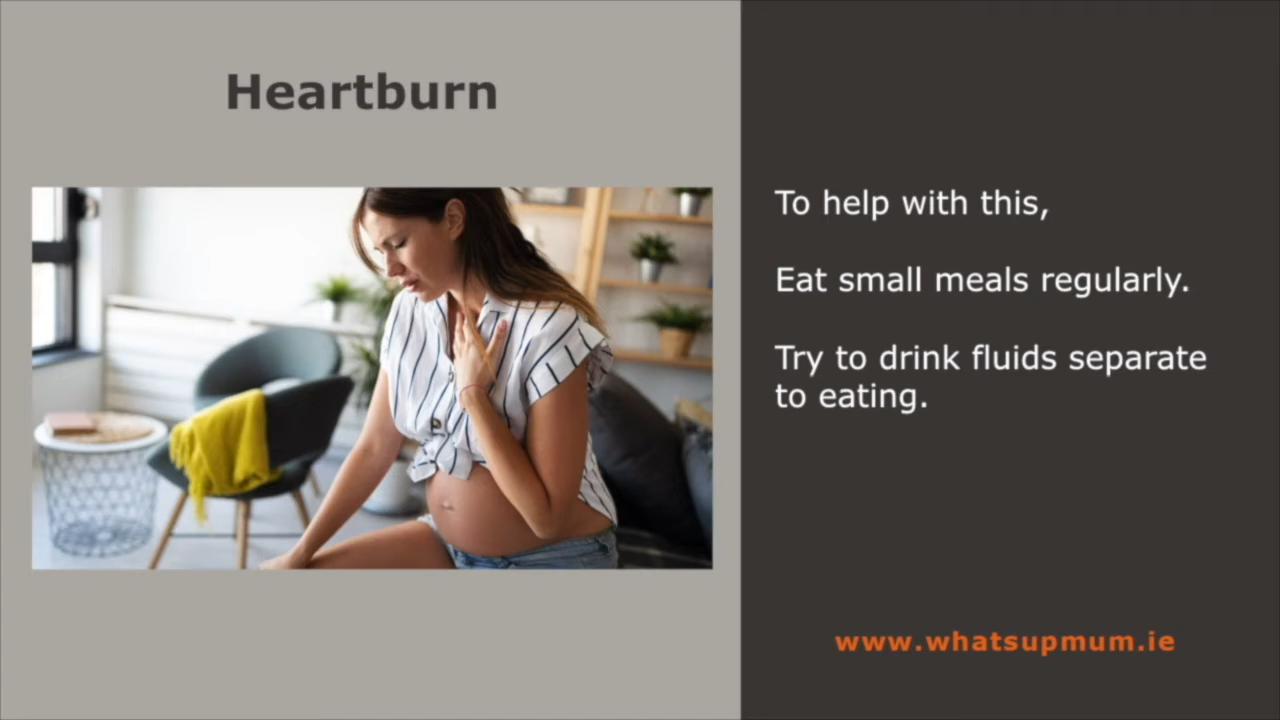 Heartburn
To help with this,
Eat small meals regularly.
Try to drink fluids separate
to eating.
www.whatsupmum.ie